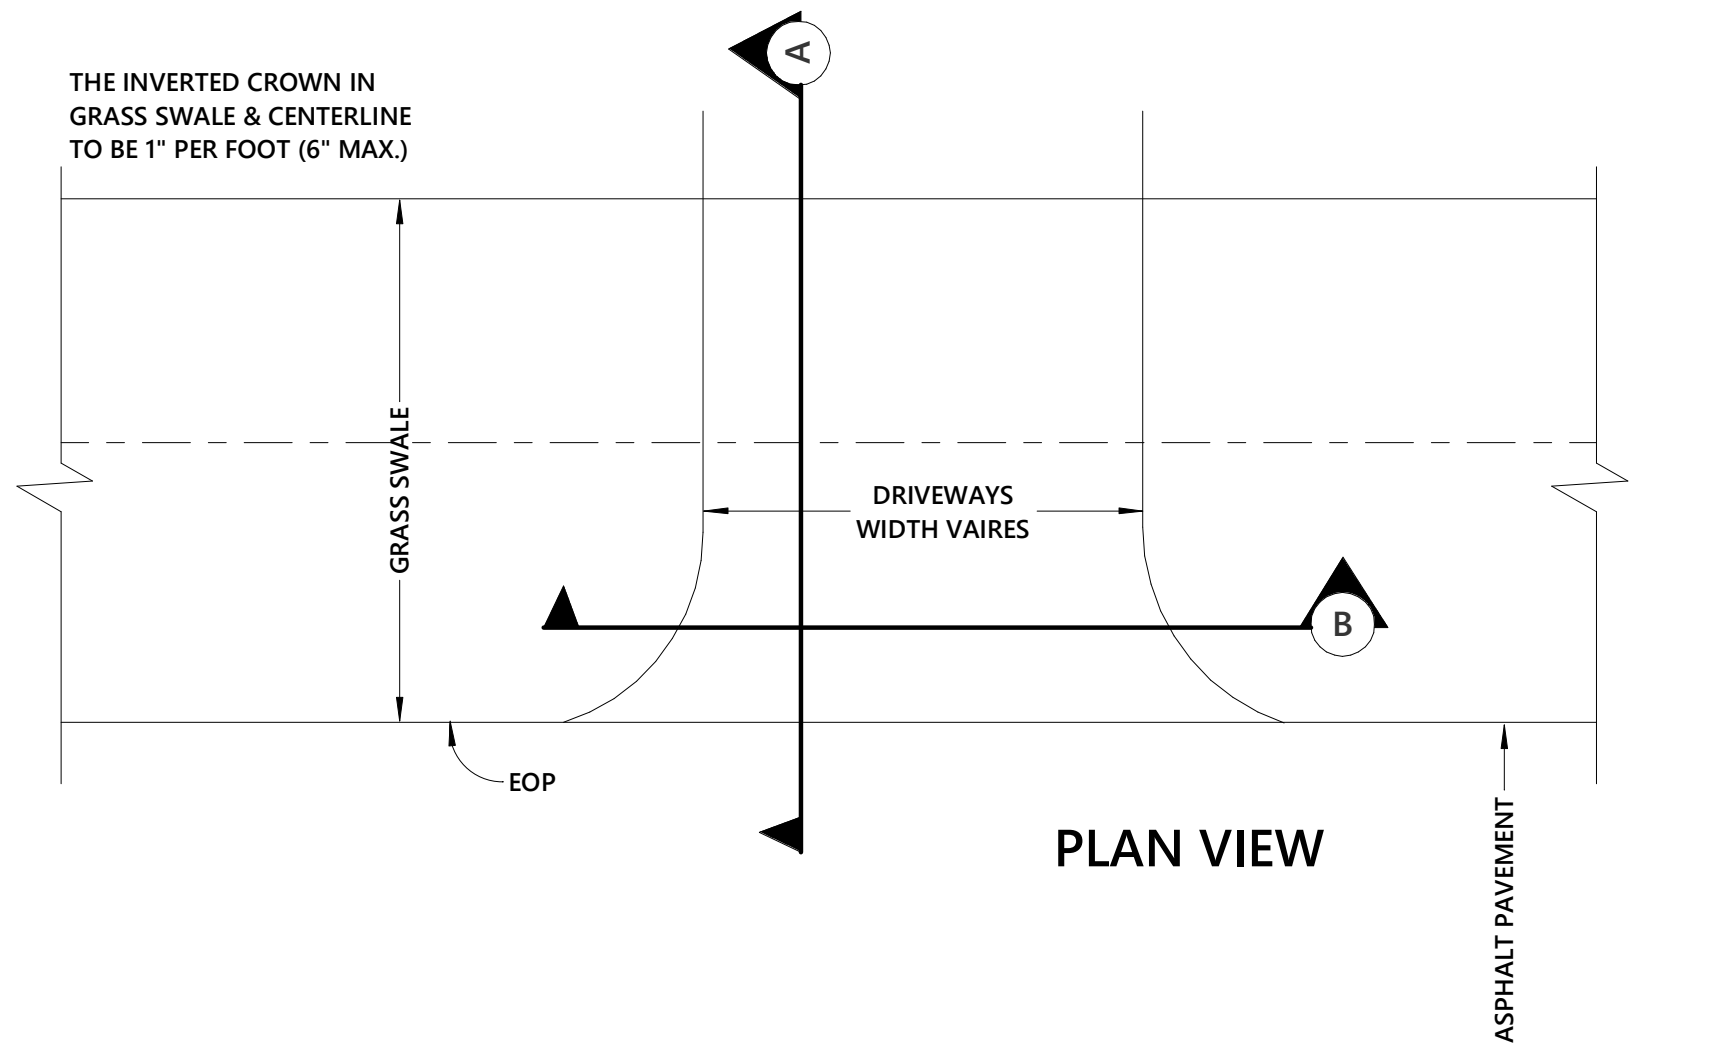 A
THE INVERTED CROWN IN
GRASS SWALE & CENTERLINE
TO BE 1" PER FOOT (6" MAX.)
GRASS SWALE
DRIVEWAYS
WIDTH VAIRES
B
EOP
PLAN VIEW
ASPHALT PAVEMENT